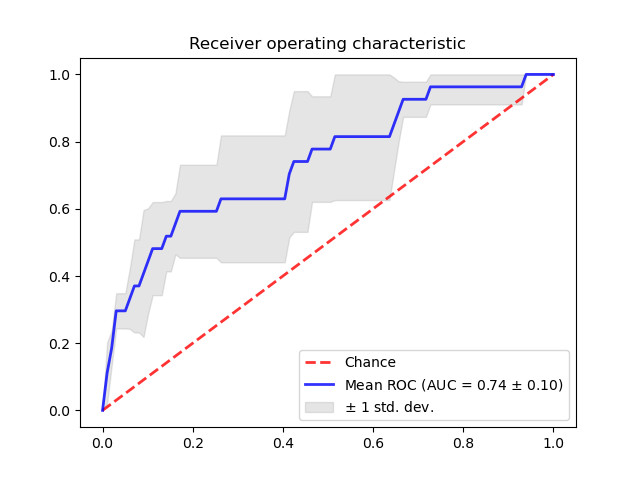 Receiver operating characteristic
1.0
0.8
0.6
0.4
0.2
0.0
Chance
Mean ROC (AUC = 0.74 ± 0.10)
± 1 std. dev.
0.0 0.2 0.4 0.6 0.8 1.0